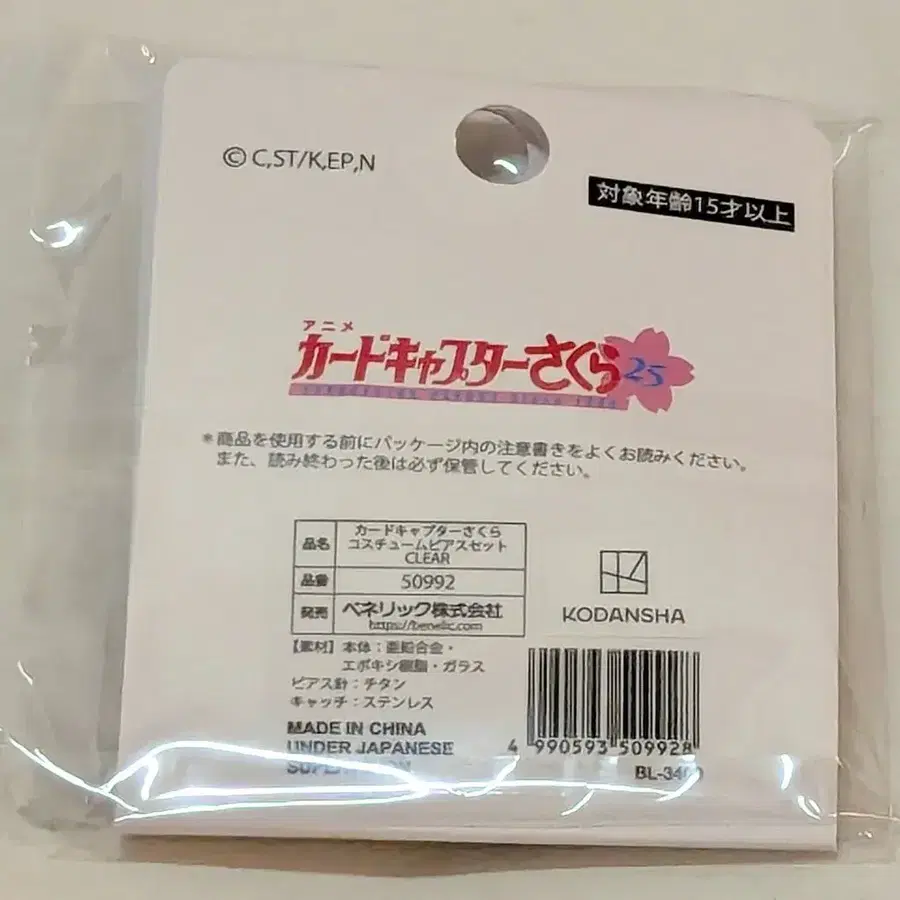 © C,ST/K,EP,N
対象年齢15才以上
アニメ
カードキャプターさくら 25
＊商品を使用する前にパッケージ内の注意書きをよくお読みください。
また、読み終わった後は必ず保管してください。
品名
カードキャプターさくら
コスチュームピアスセット
CLEAR
品番 50992
発売 ベネリック株式会社
https://benelic.com
KODANSHA
【素材】本体：亜鉛合金・
エポキシ樹脂・ガラス
ピアス針：チタン
キャッチ：ステンレス
MADE IN CHINA
UNDER JAPANESE
4 990593 509928